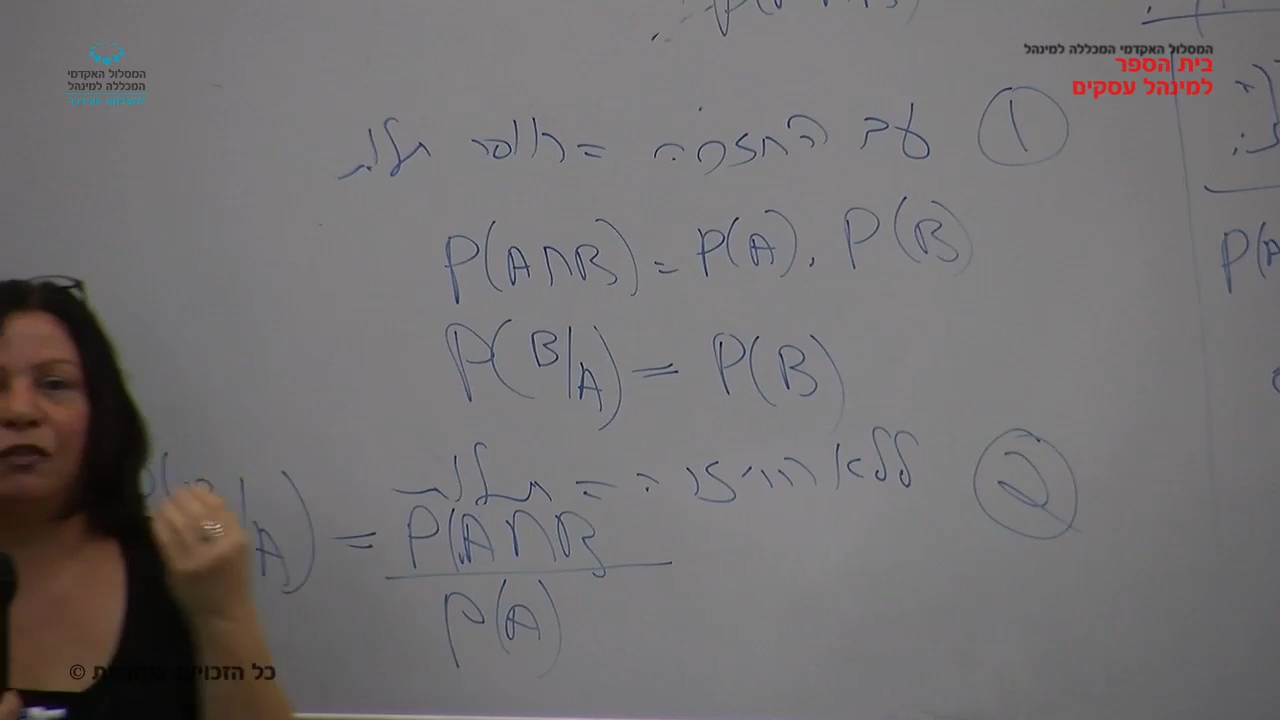 המסלול האקדמי המכללה למינהל
בית הספר
למינהל עסקים
המסלול האקדמי
המכללה למינהל
① עם החזרה = חוסר תלות
P(A∩B) = P(A) . P(B)
P(B/A) = P(B)
② ללא החזרה = תלות
/A) = P(A∩B
P(A)
P(A
כל הזכויות שמורות ©